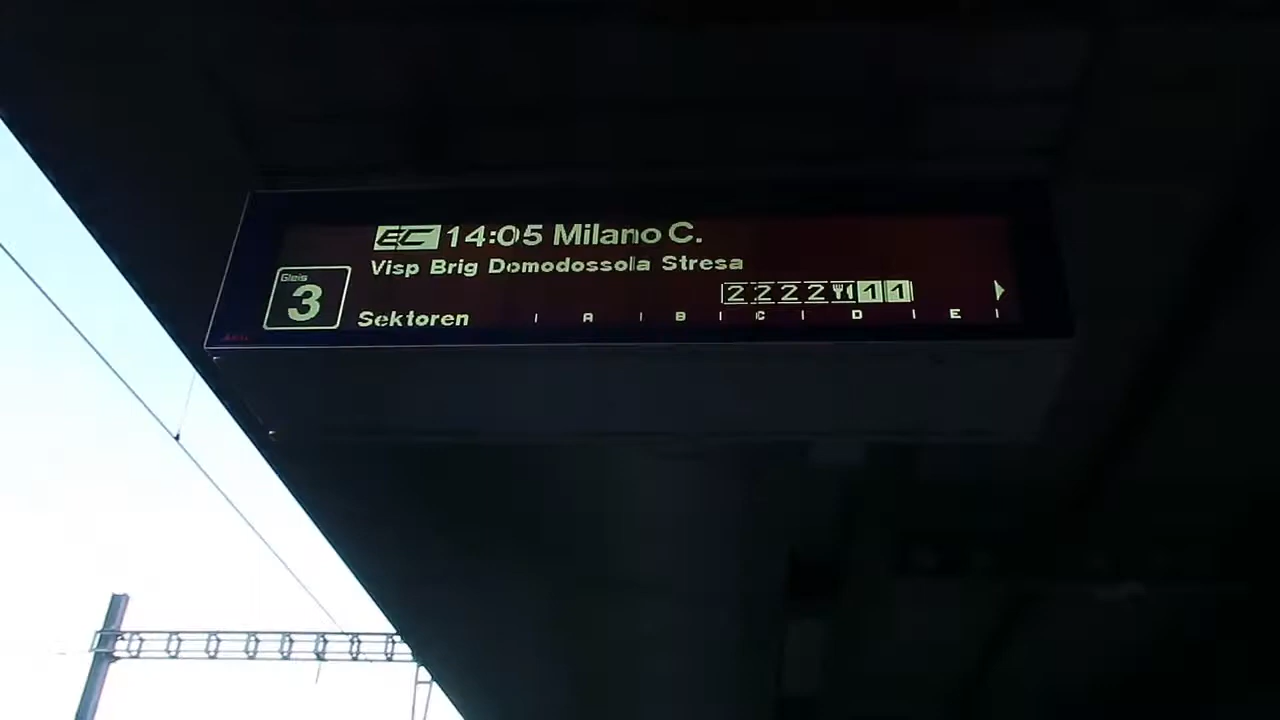 EC 14:05 Milano C.
Visp Brig Domodossola Stresa
Gleis
3
2 2 2 2 1 1
Sektoren A B C D E